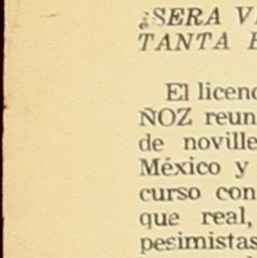 ¿SERA V
TANTA
El licenc
ÑOZ reun
de noville
México y
curso con
que real,
pesimistas